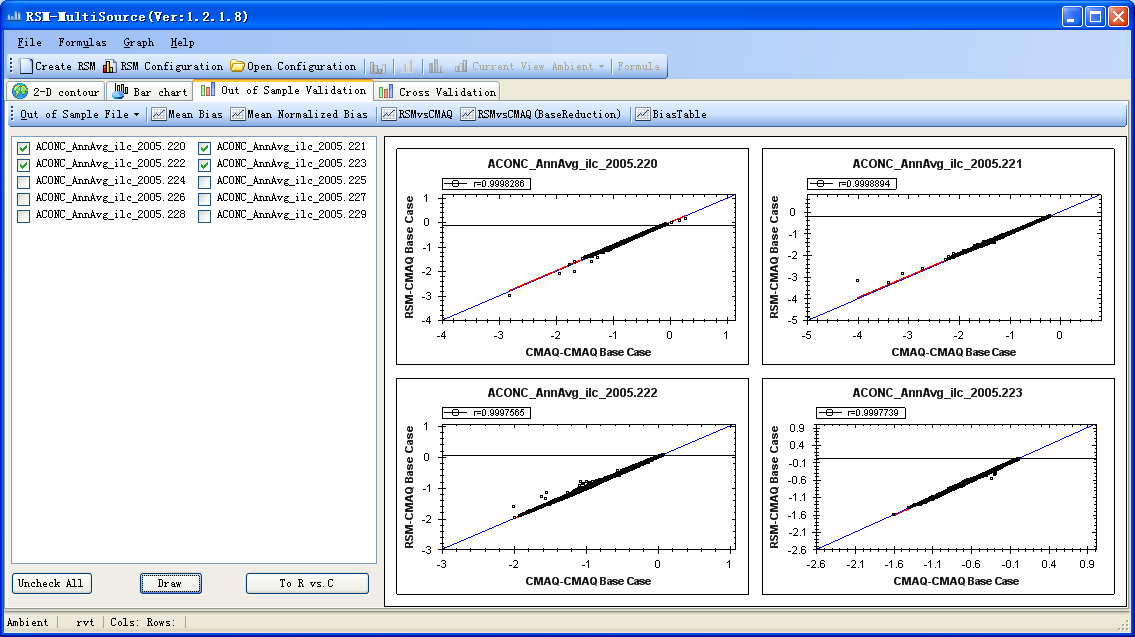 RSM-MultiSource(Ver:1.2.1.8)
File Formulas Graph Help
Create RSM RSM Configuration Open Configuration Current View Ambient Formula
2-D contour Bar chart Out of Sample Validation Cross Validation
Out of Sample File Mean Bias Mean Normalized Bias RSMvsCMAQ RSMvsCMAQ(BaseReduction) BiasTable
ACONC_AnnAvg_ilc_2005.220 ACONC_AnnAvg_ilc_2005.221
ACONC_AnnAvg_ilc_2005.222 ACONC_AnnAvg_ilc_2005.223
ACONC_AnnAvg_ilc_2005.224 ACONC_AnnAvg_ilc_2005.225
ACONC_AnnAvg_ilc_2005.226 ACONC_AnnAvg_ilc_2005.227
ACONC_AnnAvg_ilc_2005.228 ACONC_AnnAvg_ilc_2005.229
Uncheck All Draw To R vs.C
ACONC_AnnAvg_ilc_2005.220
r=0.9998286
RSM-CMAQ Base Case
1
0
-1
-2
-3
-4
-4 -3 -2 -1 0 1
CMAQ-CMAQ Base Case
ACONC_AnnAvg_ilc_2005.221
r=0.9998894
RSM-CMAQ Base Case
0
-1
-2
-3
-4
-5
-5 -4 -3 -2 -1 0
CMAQ-CMAQ Base Case
ACONC_AnnAvg_ilc_2005.222
r=0.9997565
RSM-CMAQ Base Case
1
0
-1
-2
-3
-3 -2 -1 0 1
CMAQ-CMAQ Base Case
ACONC_AnnAvg_ilc_2005.223
r=0.9997739
RSM-CMAQ Base Case
0.9
0.4
-0.1
-0.6
-1.1
-1.6
-2.1
-2.6
-2.6 -2.1 -1.6 -1.1 -0.6 -0.1 0.4 0.9
CMAQ-CMAQ Base Case
Ambient rvt Cols: Rows: